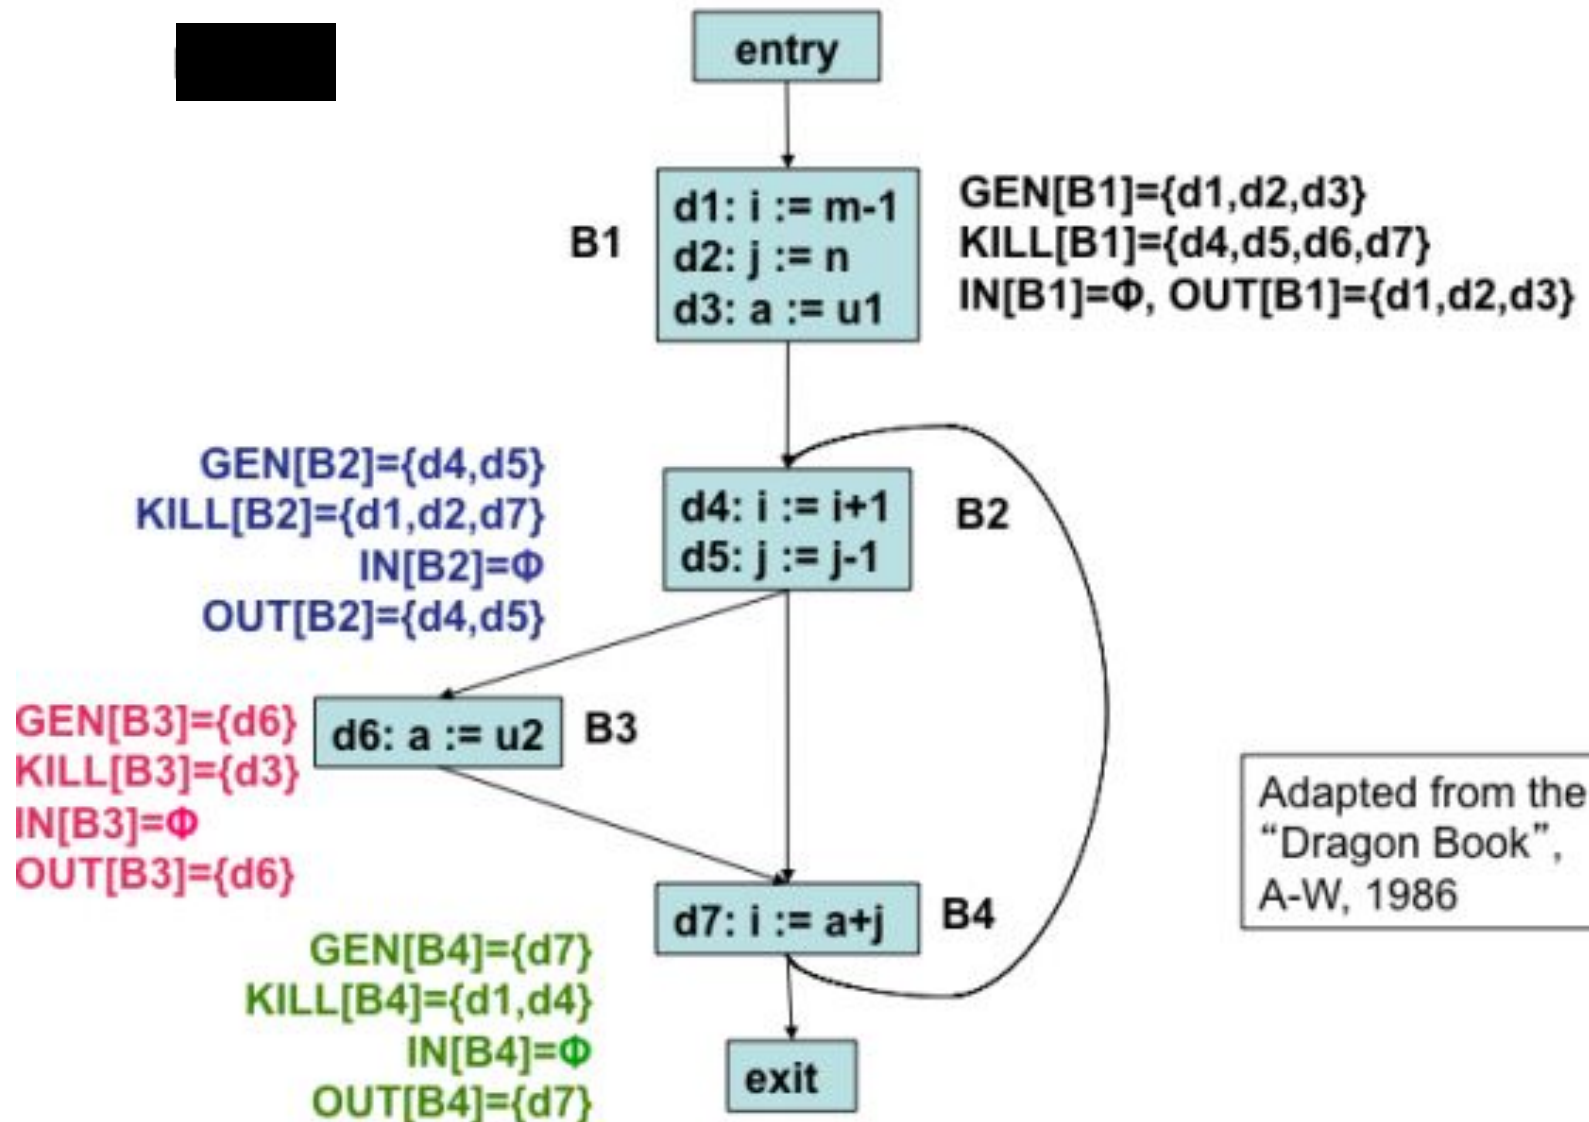 entry
B1
d1: i := m-1
d2: j := n
d3: a := u1
GEN[B1]={d1,d2,d3}
KILL[B1]={d4,d5,d6,d7}
IN[B1]=Φ, OUT[B1]={d1,d2,d3}
GEN[B2]={d4,d5}
KILL[B2]={d1,d2,d7}
IN[B2]=Φ
OUT[B2]={d4,d5}
d4: i := i+1
d5: j := j-1
B2
GEN[B3]={d6}
KILL[B3]={d3}
IN[B3]=Φ
OUT[B3]={d6}
d6: a := u2
B3
Adapted from the
“Dragon Book”,
A-W, 1986
d7: i := a+j
B4
GEN[B4]={d7}
KILL[B4]={d1,d4}
IN[B4]=Φ
OUT[B4]={d7}
exit